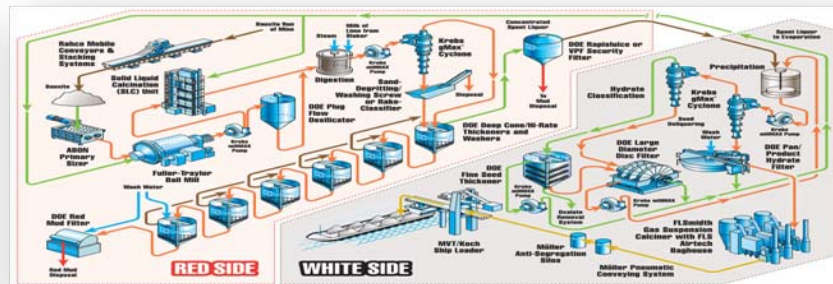 Rahco Mobile
Conveyors &
Stacking
Systems
Bauxite Run
of Mine
Bauxite
ABON
Primary
Sizer
Solid Liquid
Calcination
(SLC) Unit
Fuller-Traylor
Ball Mill
Krebs
millMAX
Pump
DOE Plug
Flow
Desilicator
Steam
Milk of
Lime from
Slaker
Digestion
Krebs
millMAX
Pump
Krebs
gMax
Cyclone
Sand-
Degritting/
Washing Screw
or Rake-
Classifier
Disposal
DOE Deep Cone/Hi-Rate
Thickeners and
Washers
Concentrated
Spent Liquor
DOE Rapisluice or
VPF Security
Filter
To
Mud Disposal
Wash Water
DOE Red
Mud Filter
Red Mud
Disposal
RED SIDE
WHITE SIDE
Spent Liquor
to Evaporation
Precipitation
Hydrate
Classification
Krebs
gMax
Cyclone
Krebs
millMAX
Pump
Seed
Deliquoring
Wash
Water
DOE Large
Diameter
Disc Filter
DOE Pan/
Product
Hydrate
Filter
DOE
Fine Seed
Thickener
Krebs
millMAX
Pump
Oxalate
Removal
System
Krebs
millMAX
Pump
MVT/Koch
Ship Loader
Möller
Anti-Segregation
Silos
Möller Pneumatic
Conveying System
FLSmidth
Gas Suspension
Calciner with FLS
Airtech
Baghouse